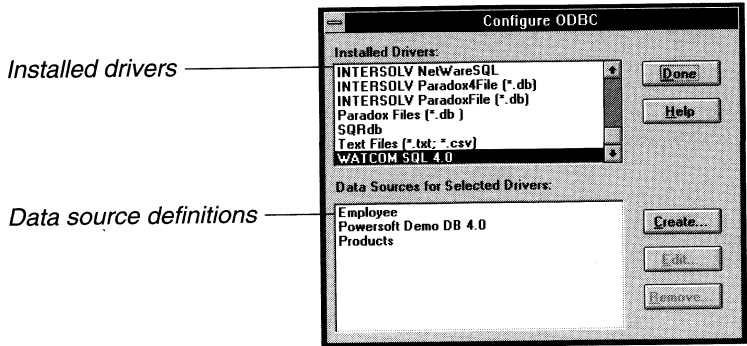 Configure ODBC
Installed drivers
Installed Drivers:
INTERSOLV NetWareSQL
INTERSOLV Paradox4File (*.db)
INTERSOLV ParadoxFile (*.db)
Paradox Files (*.db )
SQRdb
Text Files (*.txt; *.csv)
WATCOM SQL 4.0
Done
Help
Data source definitions
Data Sources for Selected Drivers:
Employee
Powersoft Demo DB 4.0
Products
Create...
Edit...
Remove...